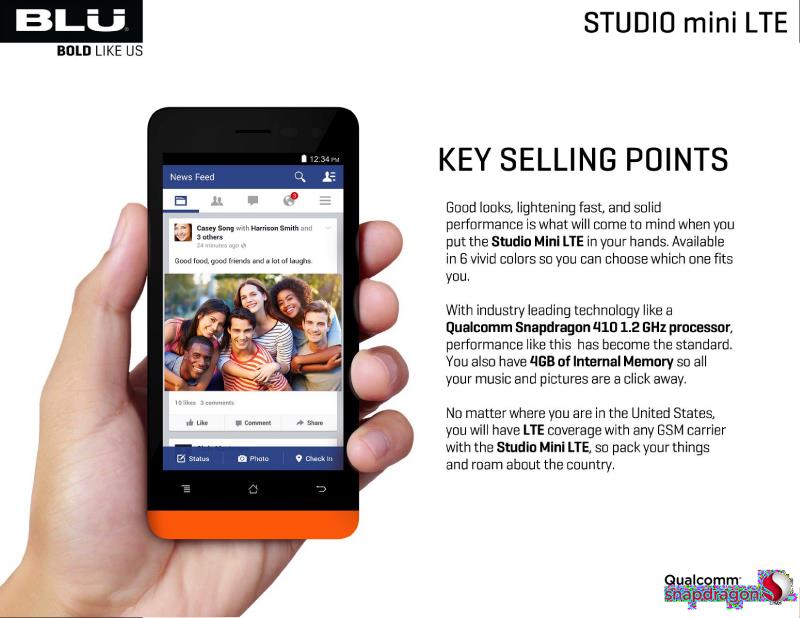 BLU
BOLD LIKE US
STUDIO mini LTE
12:34 PM
News Feed
3
Casey Song with Harrison Smith and
3 others
24 minutes ago
Good food, good friends and a lot of laughs.
10 likes 3 comments
Like Comment Share
Status Photo Check In
KEY SELLING POINTS
Good looks, lightening fast, and solid
performance is what will come to mind when you
put the Studio Mini LTE in your hands. Available
in 6 vivid colors so you can choose which one fits
you.
With industry leading technology like a
Qualcomm Snapdragon 410 1.2 GHz processor,
performance like this has become the standard.
You also have 4GB of Internal Memory so all
your music and pictures are a click away.
No matter where you are in the United States,
you will have LTE coverage with any GSM carrier
with the Studio Mini LTE, so pack your things
and roam about the country.
Qualcomm
snapdragon